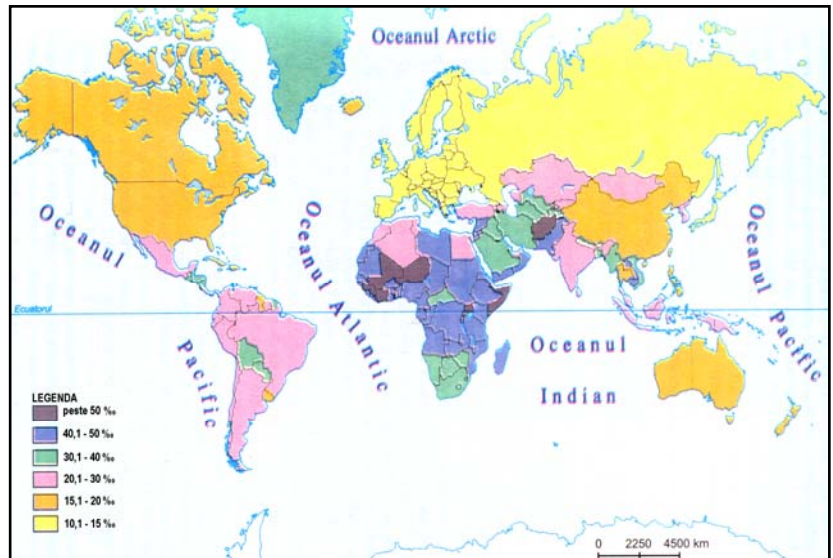 Oceanul Arctic
Oceanul
Pacific
Oceanul Atlantic
Oceanul Pacific
Ecuatorul
Oceanul
Indian
LEGENDA
peste 50 ‰
40,1 - 50 ‰
30,1 - 40 ‰
20,1 - 30 ‰
15,1 - 20 ‰
10,1 - 15 ‰
0 2250 4500 km